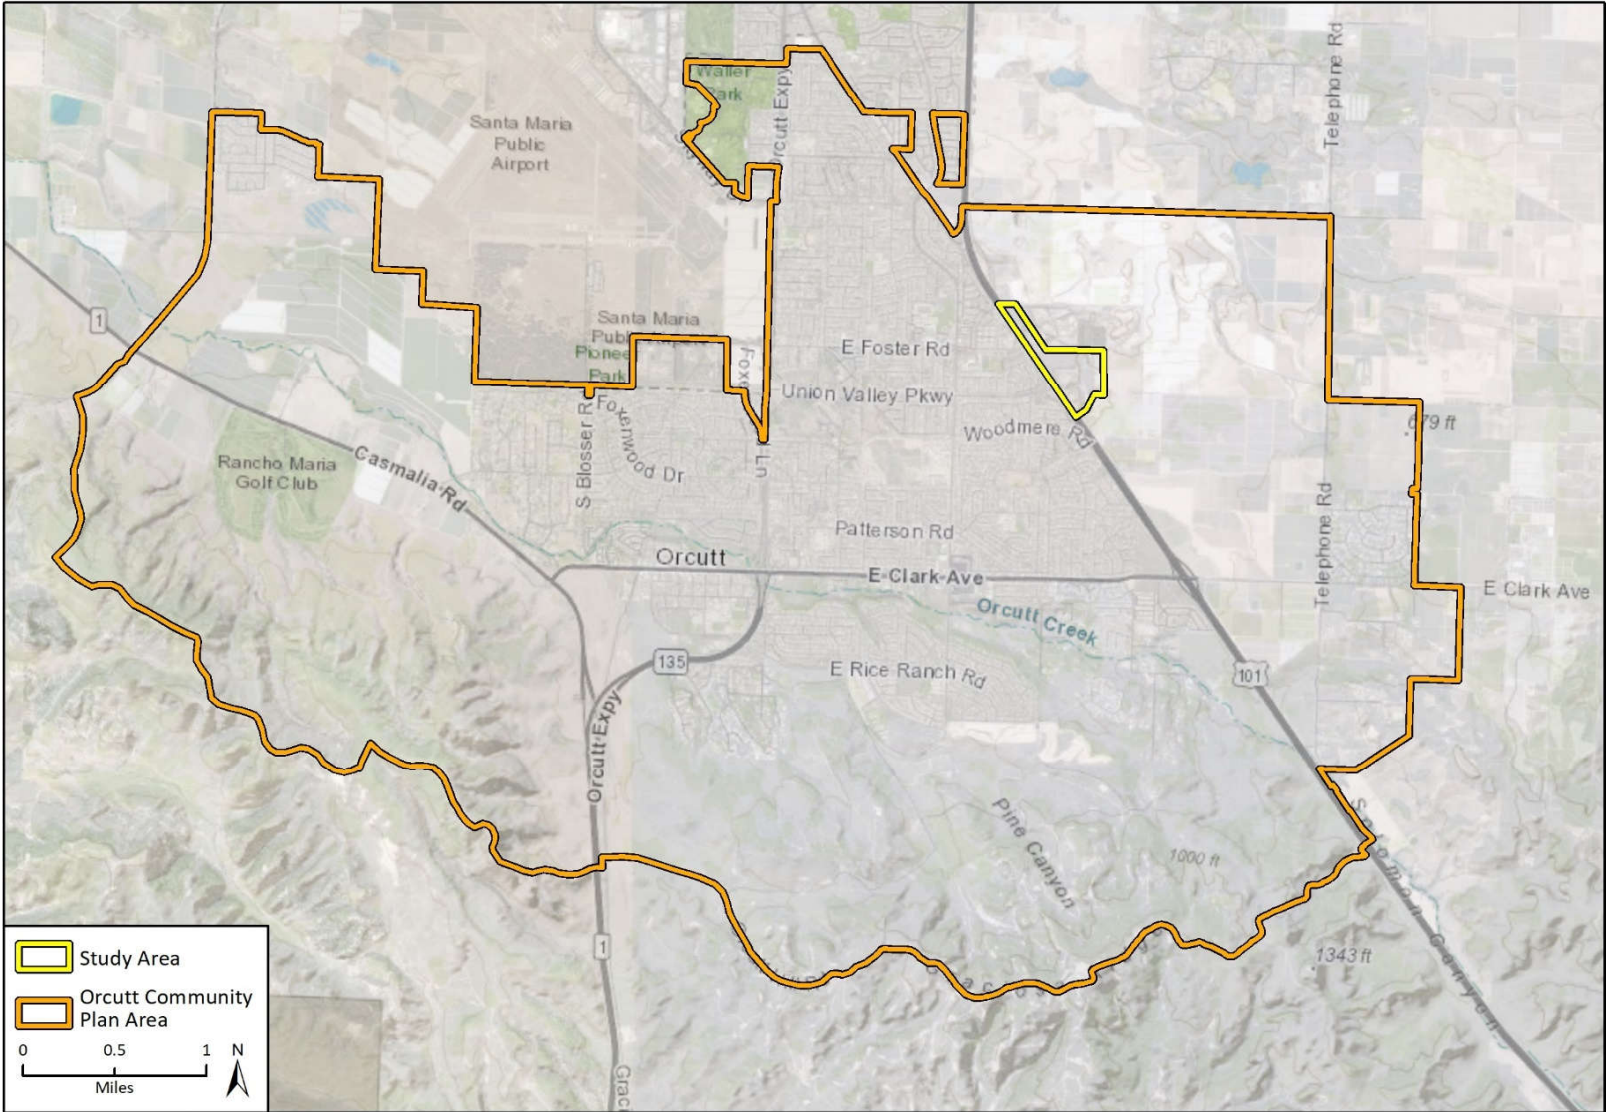 Waller
Park
Orcutt Expy
Telephone Rd
Santa Maria
Public
Airport
1
Santa Maria
Pioneer
Park
E Foster Rd
Union Valley Pkwy
Woodmere Rd
679 ft
Foxenwood Dr
S Blosser Rd
Ln
Rancho Maria
Golf Club
Casmalia Rd
Telephone Rd
Patterson Rd
Orcutt
E Clark Ave
E Clark Ave
Orcutt Creek
135
E Rice Ranch Rd
101
Orcutt Expy
Pine Canyon
1000 ft
Solomon Canyon
1343 ft
1
Study Area
Orcutt Community
Plan Area
0 0.5 1
Miles
N